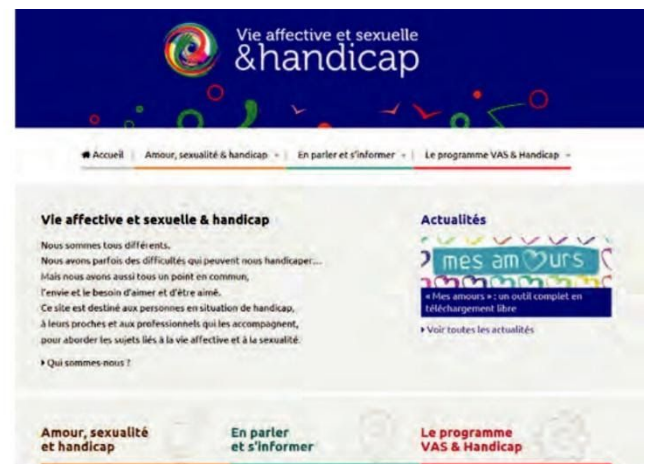 Vie affective et sexuelle
&handicap
Accueil
Amour, sexualité & handicap
En parler et s'informer
Le programme VAS & Handicap
Vie affective et sexuelle & handicap
Nous sommes tous différents.
Nous avons parfois des difficultés qui peuvent nous handicaper...
Mais nous avons aussi tous un point en commun,
l'envie et le besoin d'aimer et d'être aimé.
Ce site est destiné aux personnes en situation de handicap,
à leurs proches et aux professionnels qui les accompagnent,
pour aborder les sujets liés à la vie affective et à la sexualité.
Qui sommes-nous ?
Actualités
mes amours
« Mes amours » : un outil complet en
téléchargement libre
Voir toutes les actualités
Amour, sexualité
et handicap
En parler
et s'informer
Le programme
VAS & Handicap